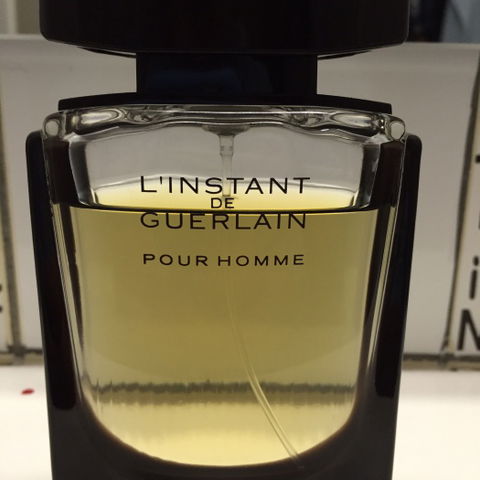 L'INSTANT
DE
GUERLAIN
POUR HOMME